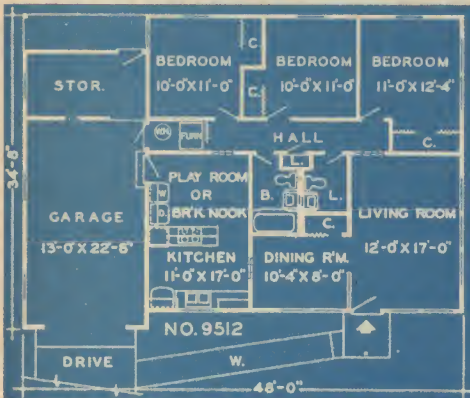 BEDROOM
10'-0"X11'-0"
C.
C.
BEDROOM
10'-0"X11'-0"
BEDROOM
11'-0"X12'-4"
C.
STOR.
FURN
HALL
34'-8"
GARAGE
13'-0"X22'-6"
W
D.
PLAY ROOM
OR
BR'K. NOOK
KITCHEN
11'-0"X17'-0"
L.
B.
L.
C.
DINING R'M.
10'-4"X8'-0"
LIVING ROOM
12'-0"X17'-0"
NO. 9512
DRIVE
W.
48'-0"